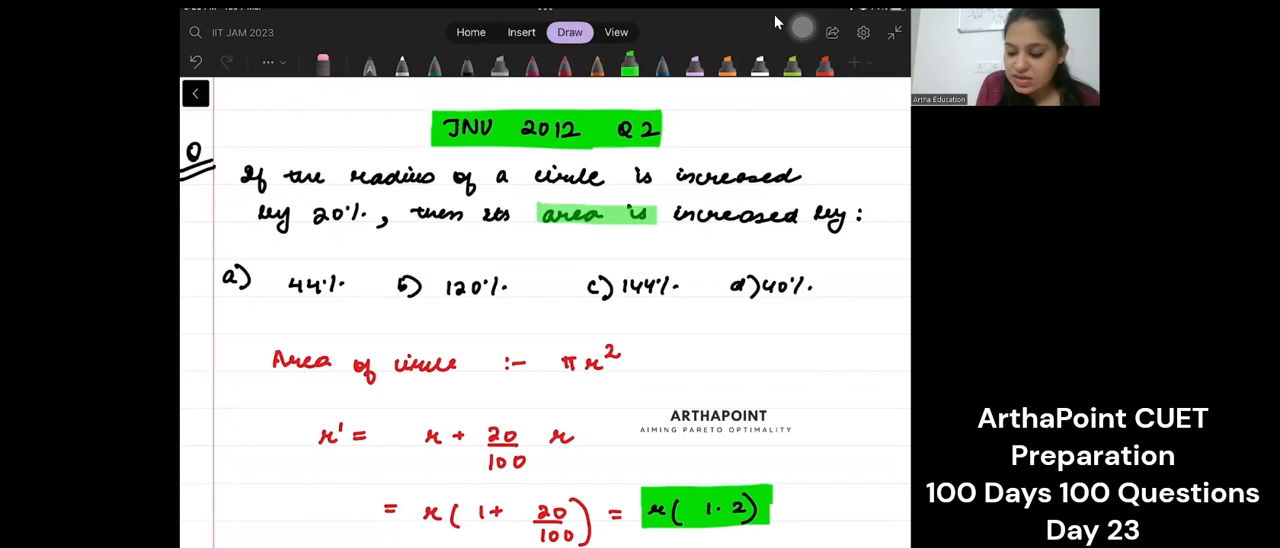 IIT JAM 2023
Home Insert Draw View
Artha Education
JNU 2012 Q2
Q
If the radius of a circle is increased
by 20%, then its area is increased by:
a) 44% b) 120% c) 144% d) 40%
Area of circle :- πr²
ARTHAPOINT
AIMING PARETO OPTIMALITY
r' = r + 20/100 r
= r(1 + 20/100) = r(1.2)
ArthaPoint CUET
Preparation
100 Days 100 Questions
Day 23